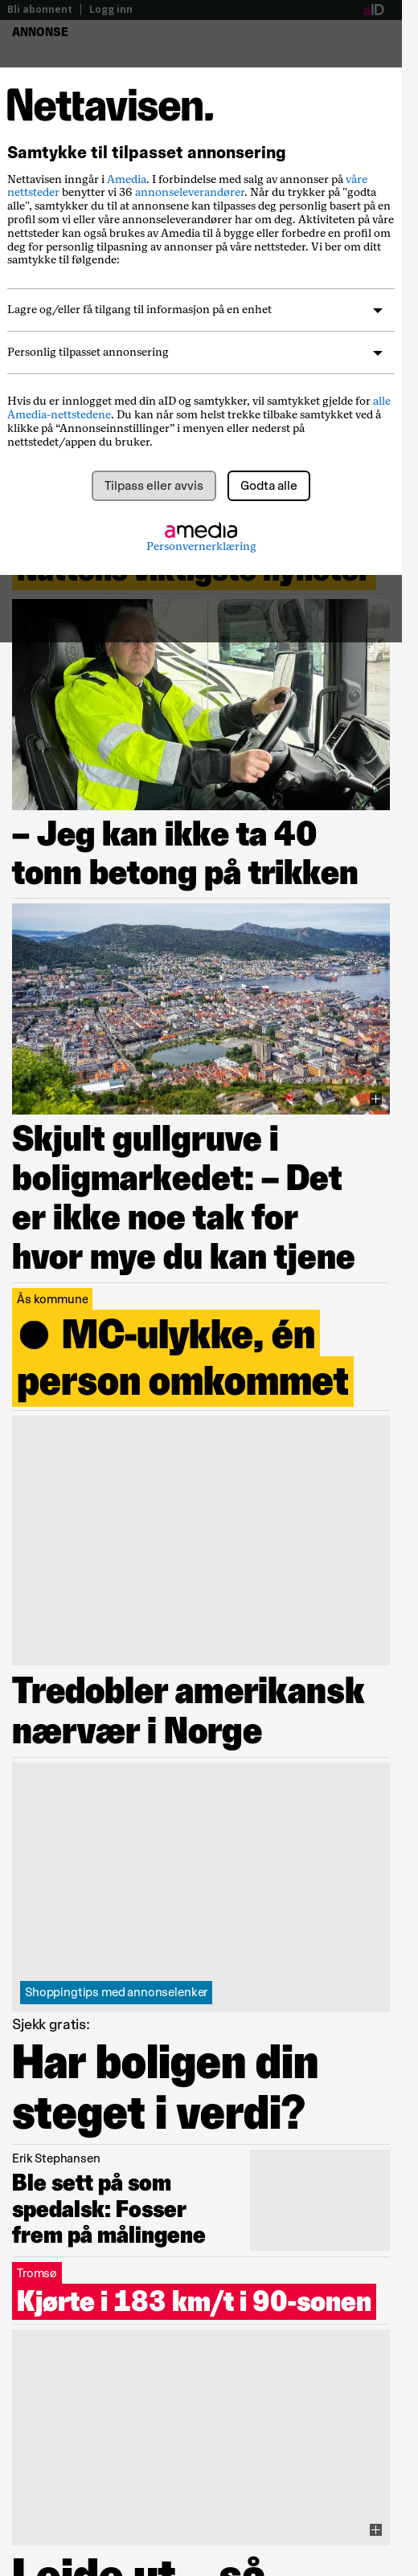 Bli abonnent
Logg inn
aID
ANNONSE
Nettavisen.
Samtykke til tilpasset annonsering
Nettavisen inngår i Amedia. I forbindelse med salg av annonser på våre
nettsteder benytter vi 36 annonseleverandører. Når du trykker på "godta
alle", samtykker du til at annonsene kan tilpasses deg personlig basert på en
profil som vi eller våre annonseleverandører har om deg. Aktiviteten på våre
nettsteder kan også brukes av Amedia til å bygge eller forbedre en profil om
deg for personlig tilpasning av annonser på våre nettsteder. Vi ber om ditt
samtykke til følgende:
Lagre og/eller få tilgang til informasjon på en enhet
Personlig tilpasset annonsering
Hvis du er innlogget med din aID og samtykker, vil samtykket gjelde for alle
Amedia-nettstedene. Du kan når som helst trekke tilbake samtykket ved å
klikke på “Annonseinnstillinger” i menyen eller nederst på
nettstedet/appen du bruker.
Tilpass eller avvis
Godta alle
amedia
Personvernerklæring
Nattens viktigste nyheter
– Jeg kan ikke ta 40
tonn betong på trikken
Skjult gullgruve i
boligmarkedet: – Det
er ikke noe tak for
hvor mye du kan tjene
Ås kommune
● MC-ulykke, én
person omkommet
Tredobler amerikansk
nærvær i Norge
Shoppingtips med annonselenker
Sjekk gratis:
Har boligen din
steget i verdi?
Erik Stephansen
Ble sett på som
spedalsk: Fosser
frem på målingene
Tromsø
Kjørte i 183 km/t i 90-sonen